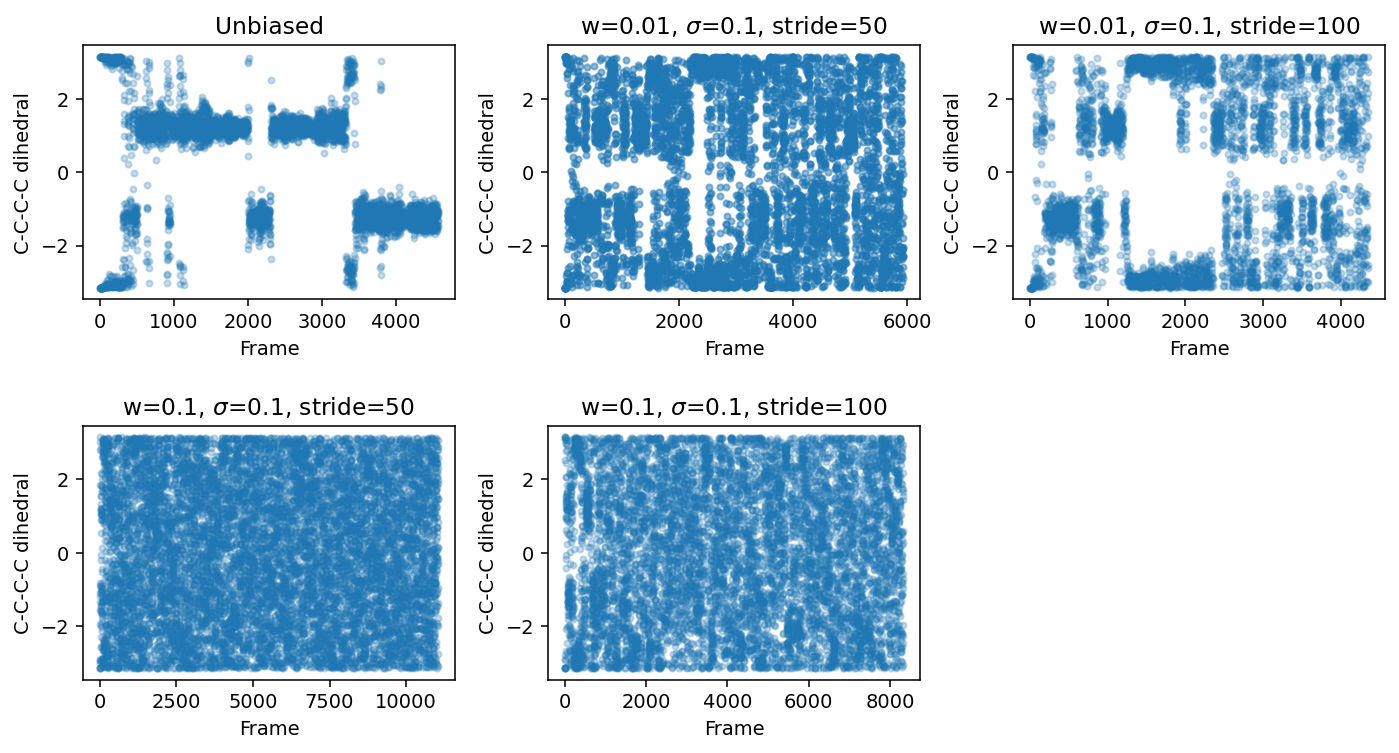 Unbiased
C-C-C-C dihedral
2
0
−2
0 1000 2000 3000 4000
Frame
w=0.01, σ=0.1, stride=50
C-C-C-C dihedral
2
0
−2
0 2000 4000 6000
Frame
w=0.01, σ=0.1, stride=100
C-C-C-C dihedral
2
0
−2
0 1000 2000 3000 4000
Frame
w=0.1, σ=0.1, stride=50
C-C-C-C dihedral
2
0
−2
0 2500 5000 7500 10000
Frame
w=0.1, σ=0.1, stride=100
C-C-C-C dihedral
2
0
−2
0 2000 4000 6000 8000
Frame